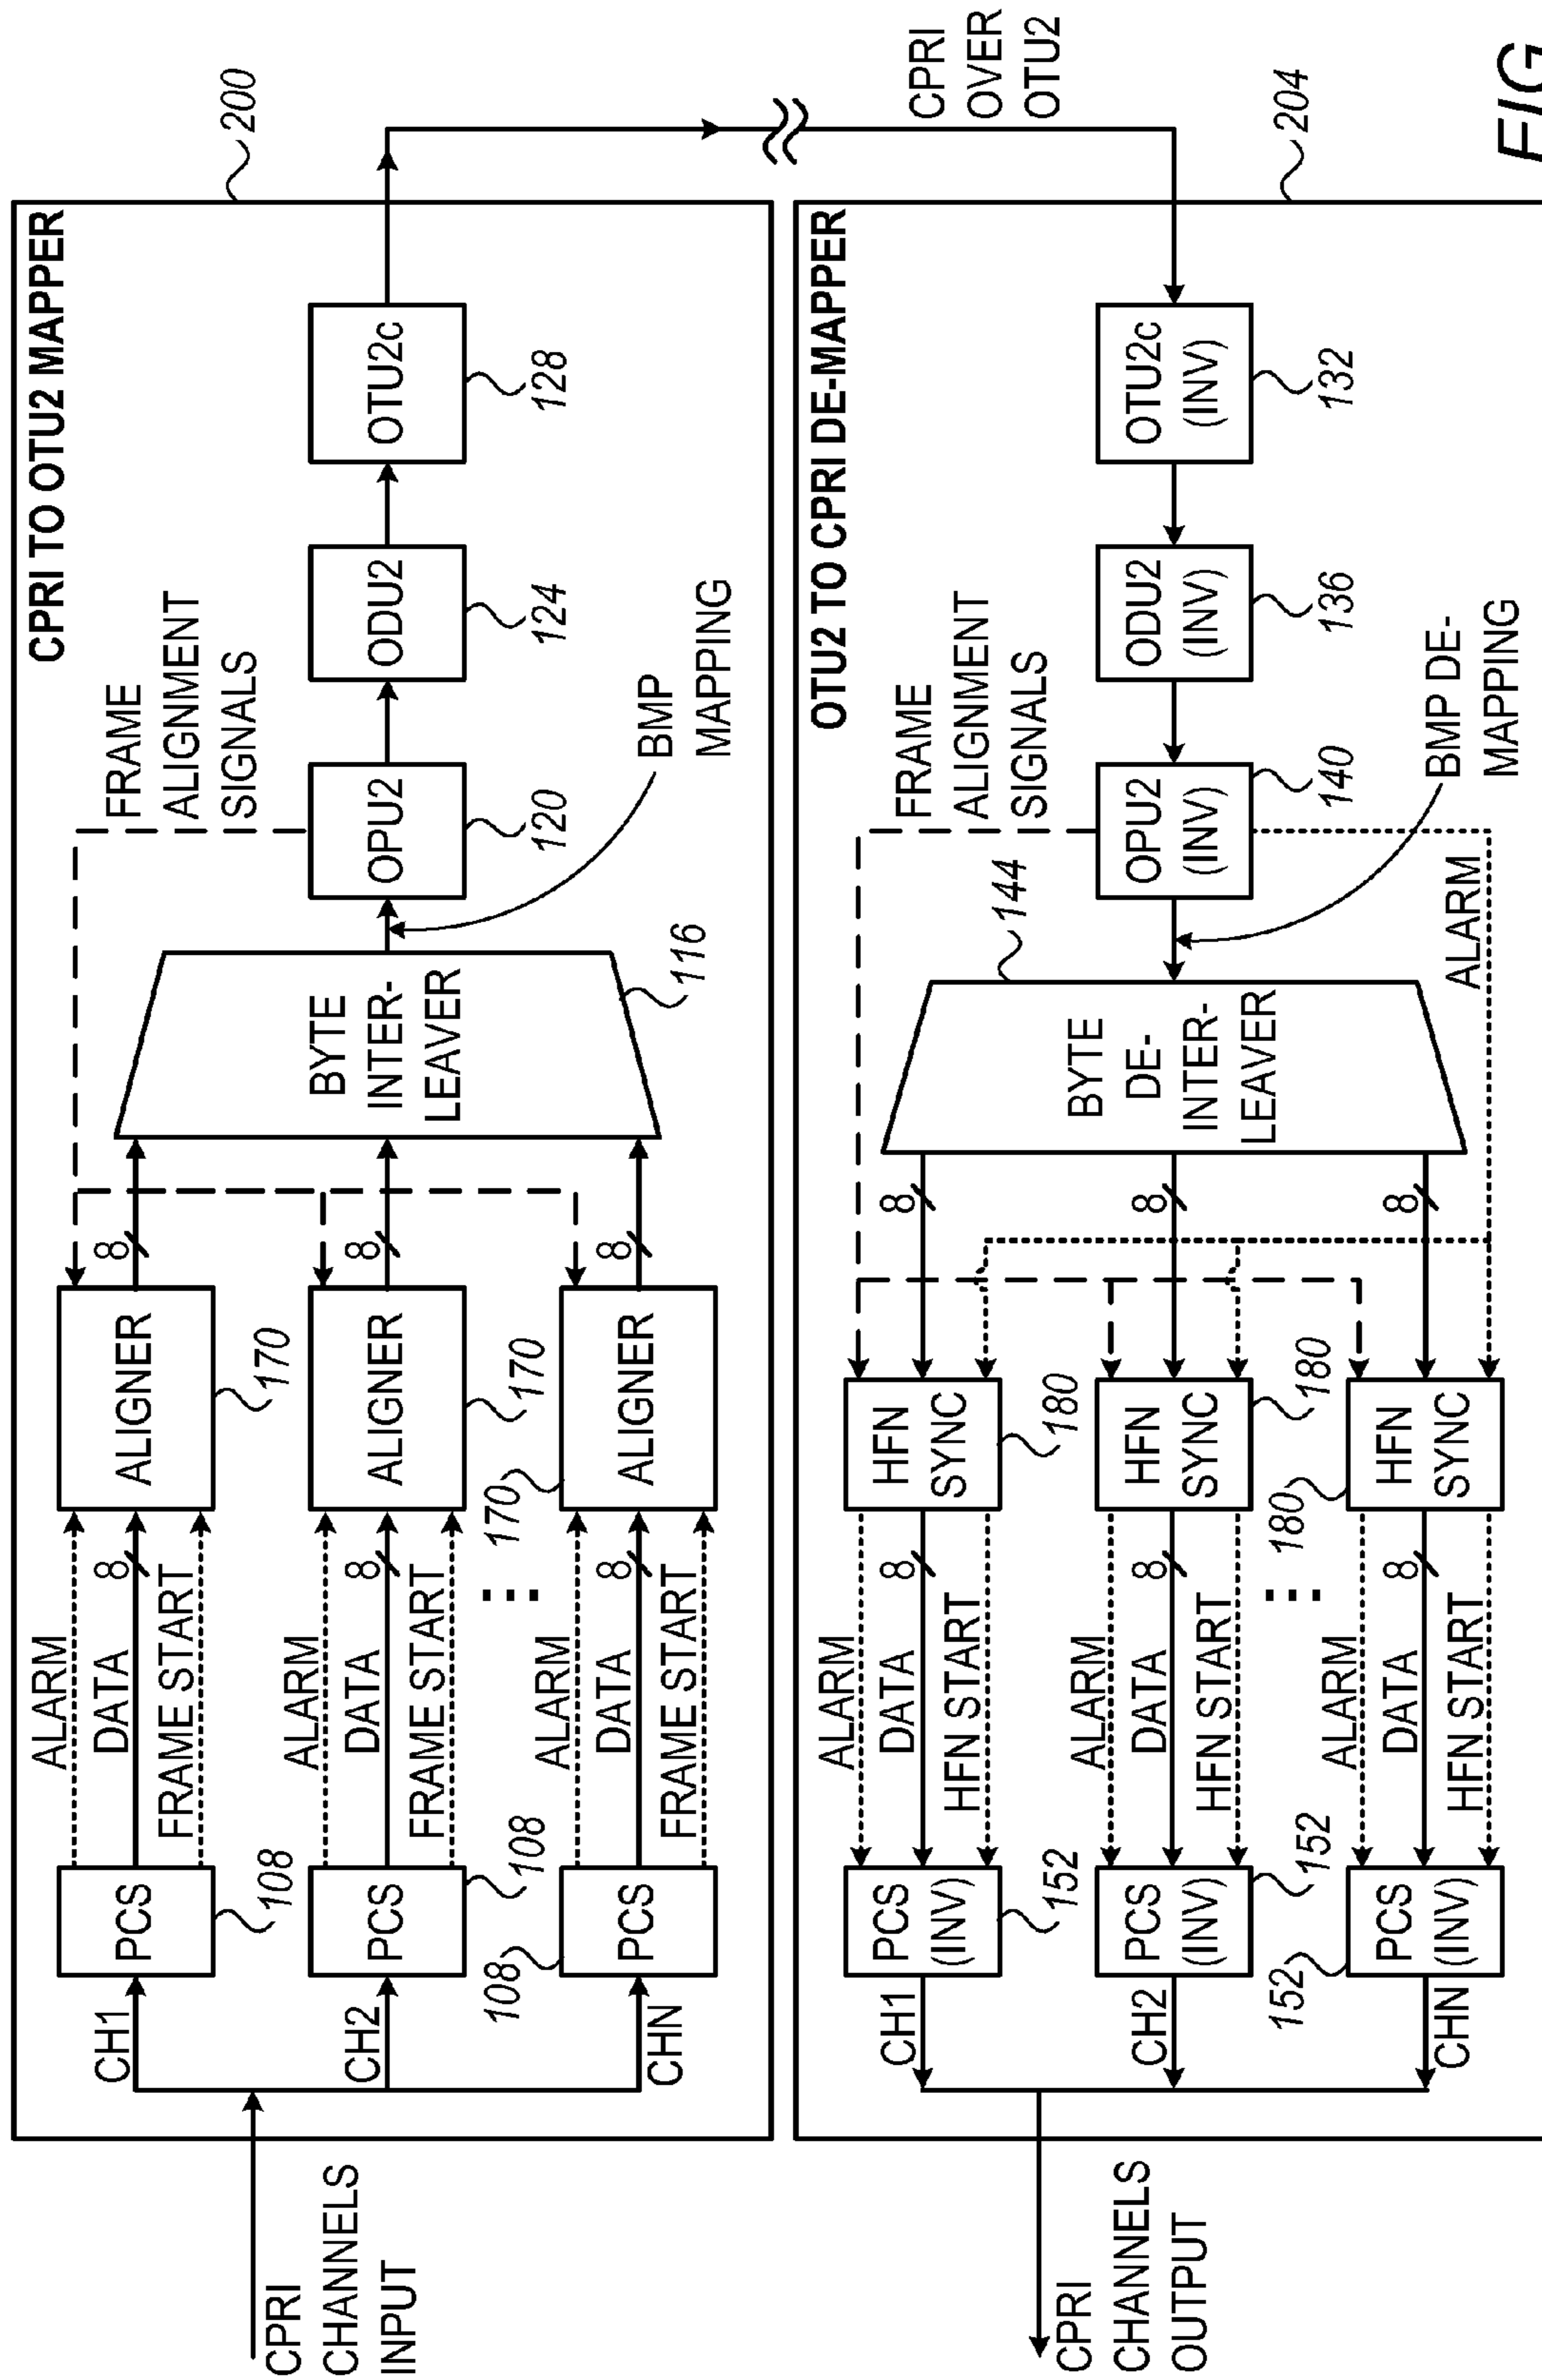 CPRI TO OTU2 MAPPER
200
CPRI
CHANNELS
INPUT
CH1
PCS
108
ALARM
DATA
8
FRAME START
ALIGNER
170
8
CH2
PCS
108
ALARM
DATA
8
FRAME START
ALIGNER
170
8
CHN
PCS
108
ALARM
DATA
8
FRAME START
ALIGNER
170
8
BYTE
INTER-
LEAVER
116
FRAME
ALIGNMENT
SIGNALS
OPU2
120
ODU2
124
OTU2c
128
BMP
MAPPING
CPRI
OVER
OTU2
OTU2 TO CPRI DE-MAPPER
204
CPRI
CHANNELS
OUTPUT
CH1
PCS
(INV)
152
ALARM
DATA
8
HFN START
HFN
SYNC
180
8
CH2
PCS
(INV)
152
ALARM
DATA
8
HFN START
HFN
SYNC
180
8
CHN
PCS
(INV)
152
ALARM
DATA
8
HFN START
HFN
SYNC
180
8
BYTE
DE-
INTER-
LEAVER
144
FRAME
ALIGNMENT
SIGNALS
OPU2
(INV)
140
ODU2
(INV)
136
OTU2c
(INV)
132
ALARM
BMP DE-
MAPPING
FIG